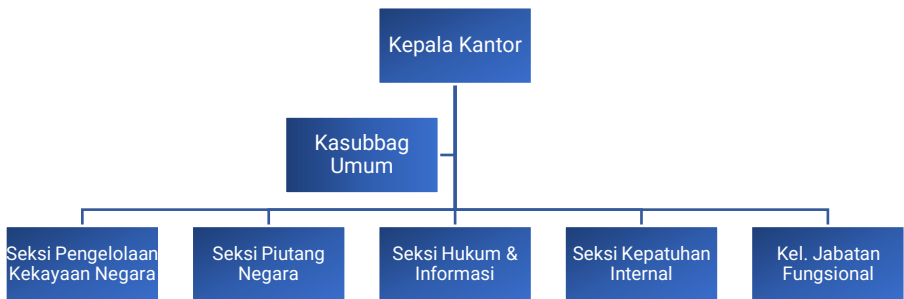 Kepala Kantor
Kasubbag
Umum
Seksi Pengelolaan
Kekayaan Negara
Seksi Piutang
Negara
Seksi Hukum &
Informasi
Seksi Kepatuhan
Internal
Kel. Jabatan
Fungsional